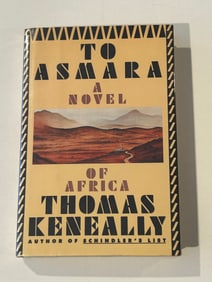 TO
ASMARA
A
NOVEL
OF
AFRICA
THOMAS
KENEALLY
AUTHOR OF SCHINDLER'S LIST